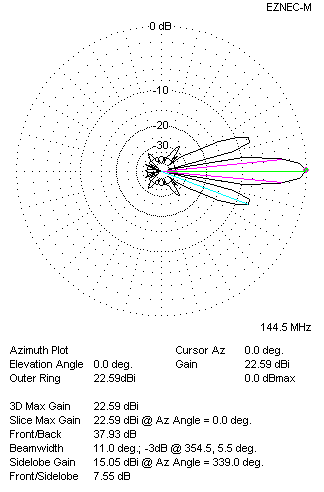 EZNEC-M
0 dB
-10
-20
-30
144.5 MHz
Azimuth Plot Cursor Az 0.0 deg.
Elevation Angle 0.0 deg. Gain 22.59 dBi
Outer Ring 22.59dBi 0.0 dBmax
3D Max Gain 22.59 dBi
Slice Max Gain 22.59 dBi @ Az Angle = 0.0 deg.
Front/Back 37.93 dB
Beamwidth 11.0 deg.; -3dB @ 354.5, 5.5 deg.
Sidelobe Gain 15.05 dBi @ Az Angle = 339.0 deg.
Front/Sidelobe 7.55 dB